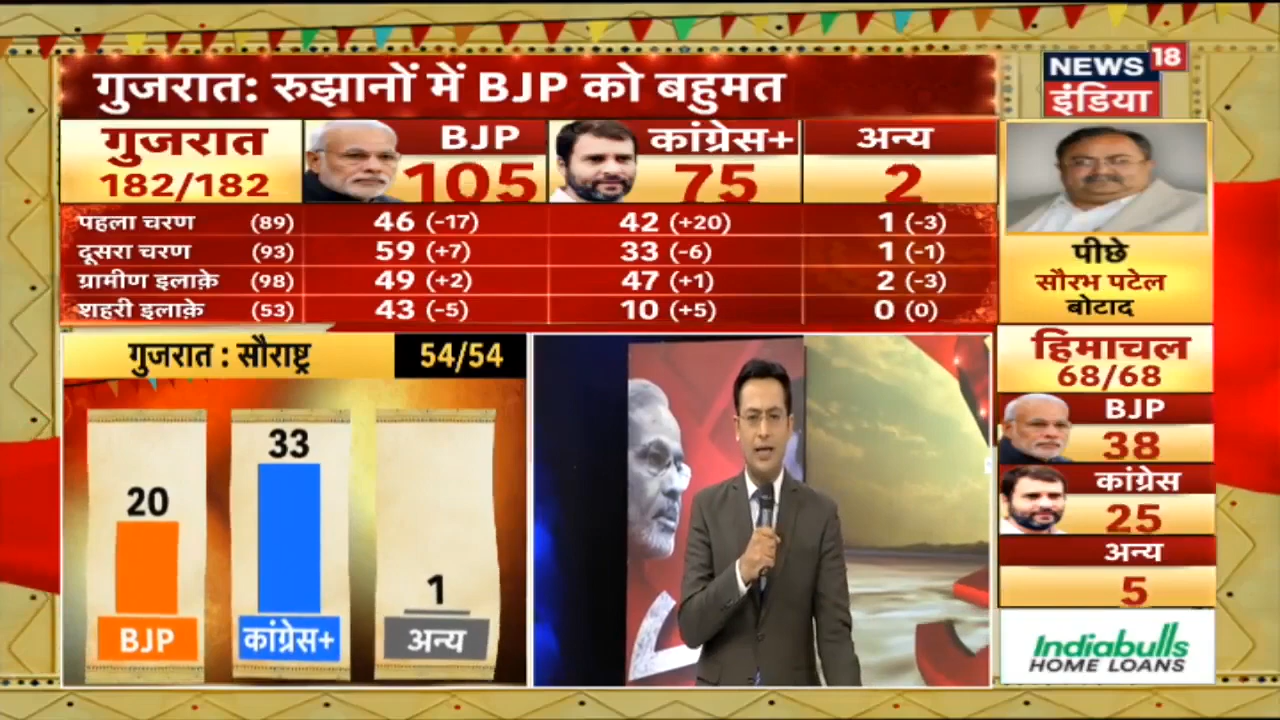 गुजरात: रुझानों में BJP को बहुमत
NEWS 18
इंडिया
गुजरात
182/182
BJP
105
कांग्रेस+
75
अन्य
2
पहला चरण (89) 46 (-17) 42 (+20) 1 (-3)
दूसरा चरण (93) 59 (+7) 33 (-6) 1 (-1)
ग्रामीण इलाक़े (98) 49 (+2) 47 (+1) 2 (-3)
शहरी इलाक़े (53) 43 (-5) 10 (+5) 0 (0)
पीछे
सौरभ पटेल
बोटाद
गुजरात : सौराष्ट्र 54/54
20
BJP
33
कांग्रेस+
1
अन्य
हिमाचल
68/68
BJP
38
कांग्रेस
25
अन्य
5
Indiabulls
HOME LOANS